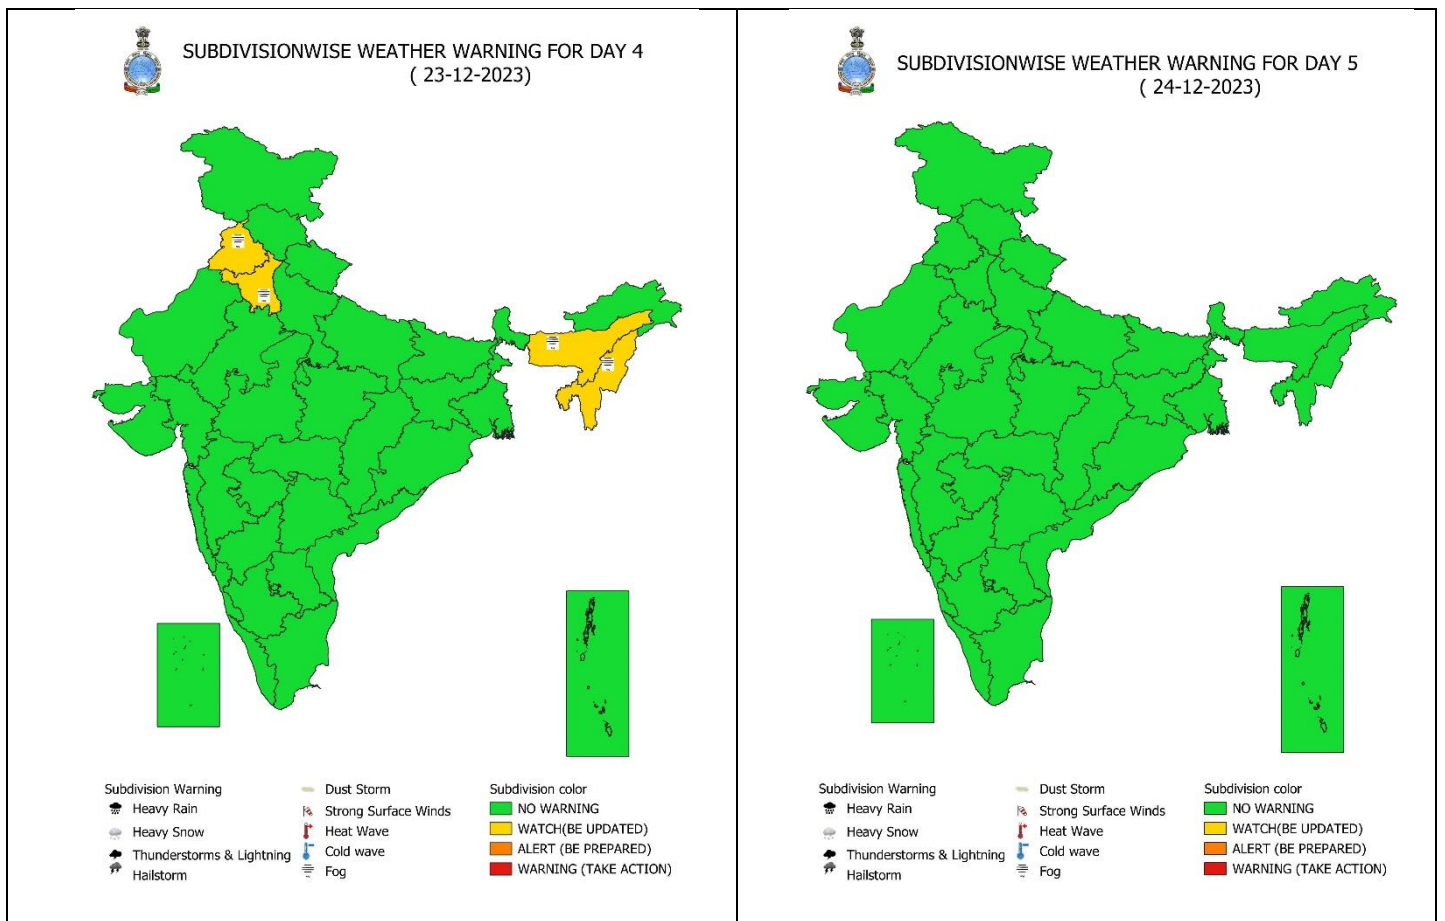 SUBDIVISIONWISE WEATHER WARNING FOR DAY 4
( 23-12-2023)
Subdivision Warning
Heavy Rain
Heavy Snow
Thunderstorms & Lightning
Hailstorm
Dust Storm
Strong Surface Winds
Heat Wave
Cold wave
Fog
Subdivision color
NO WARNING
WATCH(BE UPDATED)
ALERT (BE PREPARED)
WARNING (TAKE ACTION)
SUBDIVISIONWISE WEATHER WARNING FOR DAY 5
( 24-12-2023)
Subdivision Warning
Heavy Rain
Heavy Snow
Thunderstorms & Lightning
Hailstorm
Dust Storm
Strong Surface Winds
Heat Wave
Cold wave
Fog
Subdivision color
NO WARNING
WATCH(BE UPDATED)
ALERT (BE PREPARED)
WARNING (TAKE ACTION)